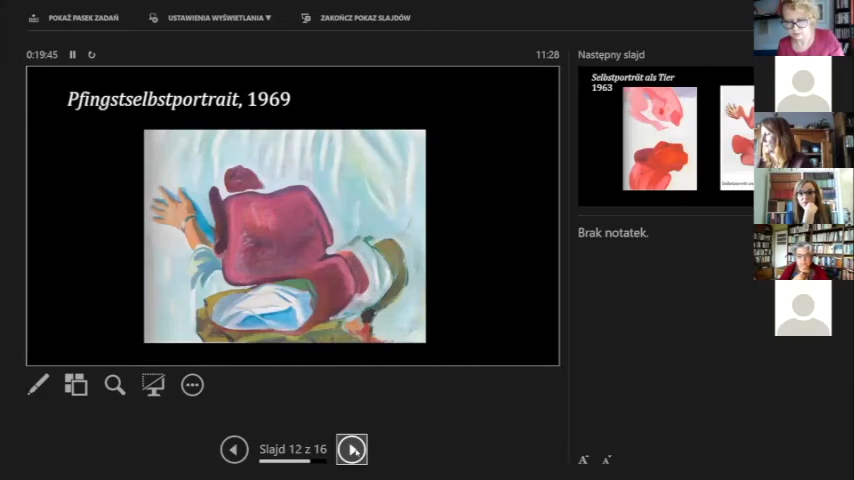 POKAŻ PASEK ZADAŃ
USTAWIENIA WYŚWIETLANIA ▼
ZAKOŃCZ POKAZ SLAJDÓW
0:19:45
11:28
Następny slajd
Pfingstselbstportrait, 1969
Selbstporträt als Tier
1963
Brak notatek.
Slajd 12 z 16
A A